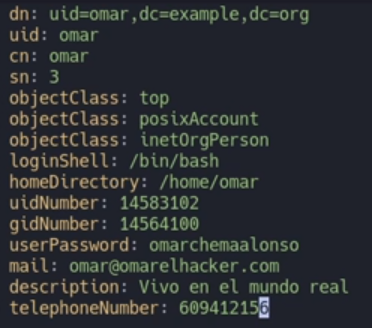 dn: uid=omar,dc=example,dc=org
uid: omar
cn: omar
sn: 3
objectClass: top
objectClass: posixAccount
objectClass: inetOrgPerson
loginShell: /bin/bash
homeDirectory: /home/omar
uidNumber: 14583102
gidNumber: 14564100
userPassword: omarchemaalonso
mail: omar@omarelhacker.com
description: Vivo en el mundo real
telephoneNumber: 609412156